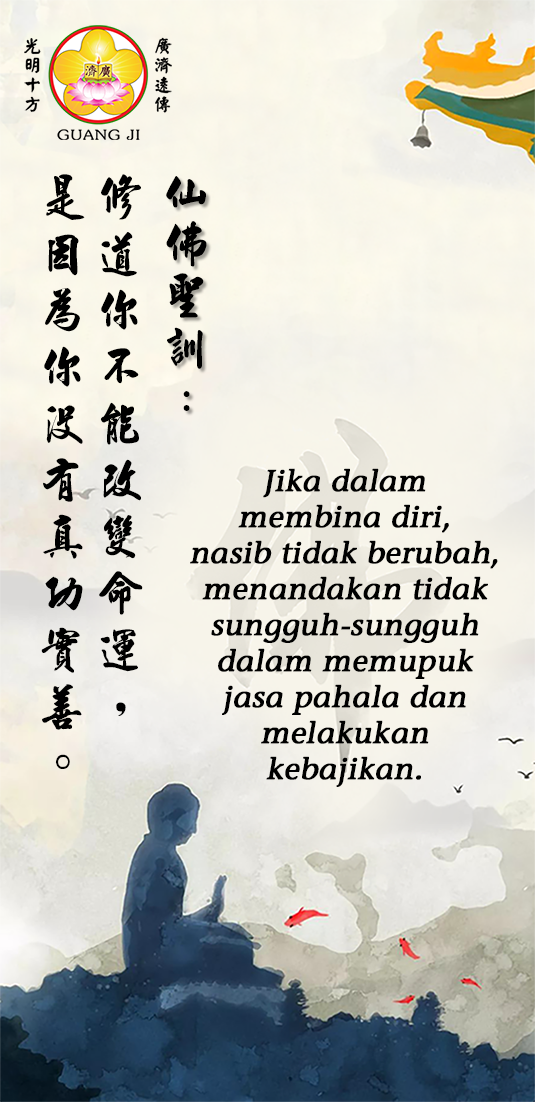 光明十方
廣濟遠傳
廣濟
GUANG JI
仙佛聖訓：
修道你不能改變命運，
是因為你没有真功實善。
佛
Jika dalam
membina diri,
nasib tidak berubah,
menandakan tidak
sungguh-sungguh
dalam memupuk
jasa pahala dan
melakukan
kebajikan.